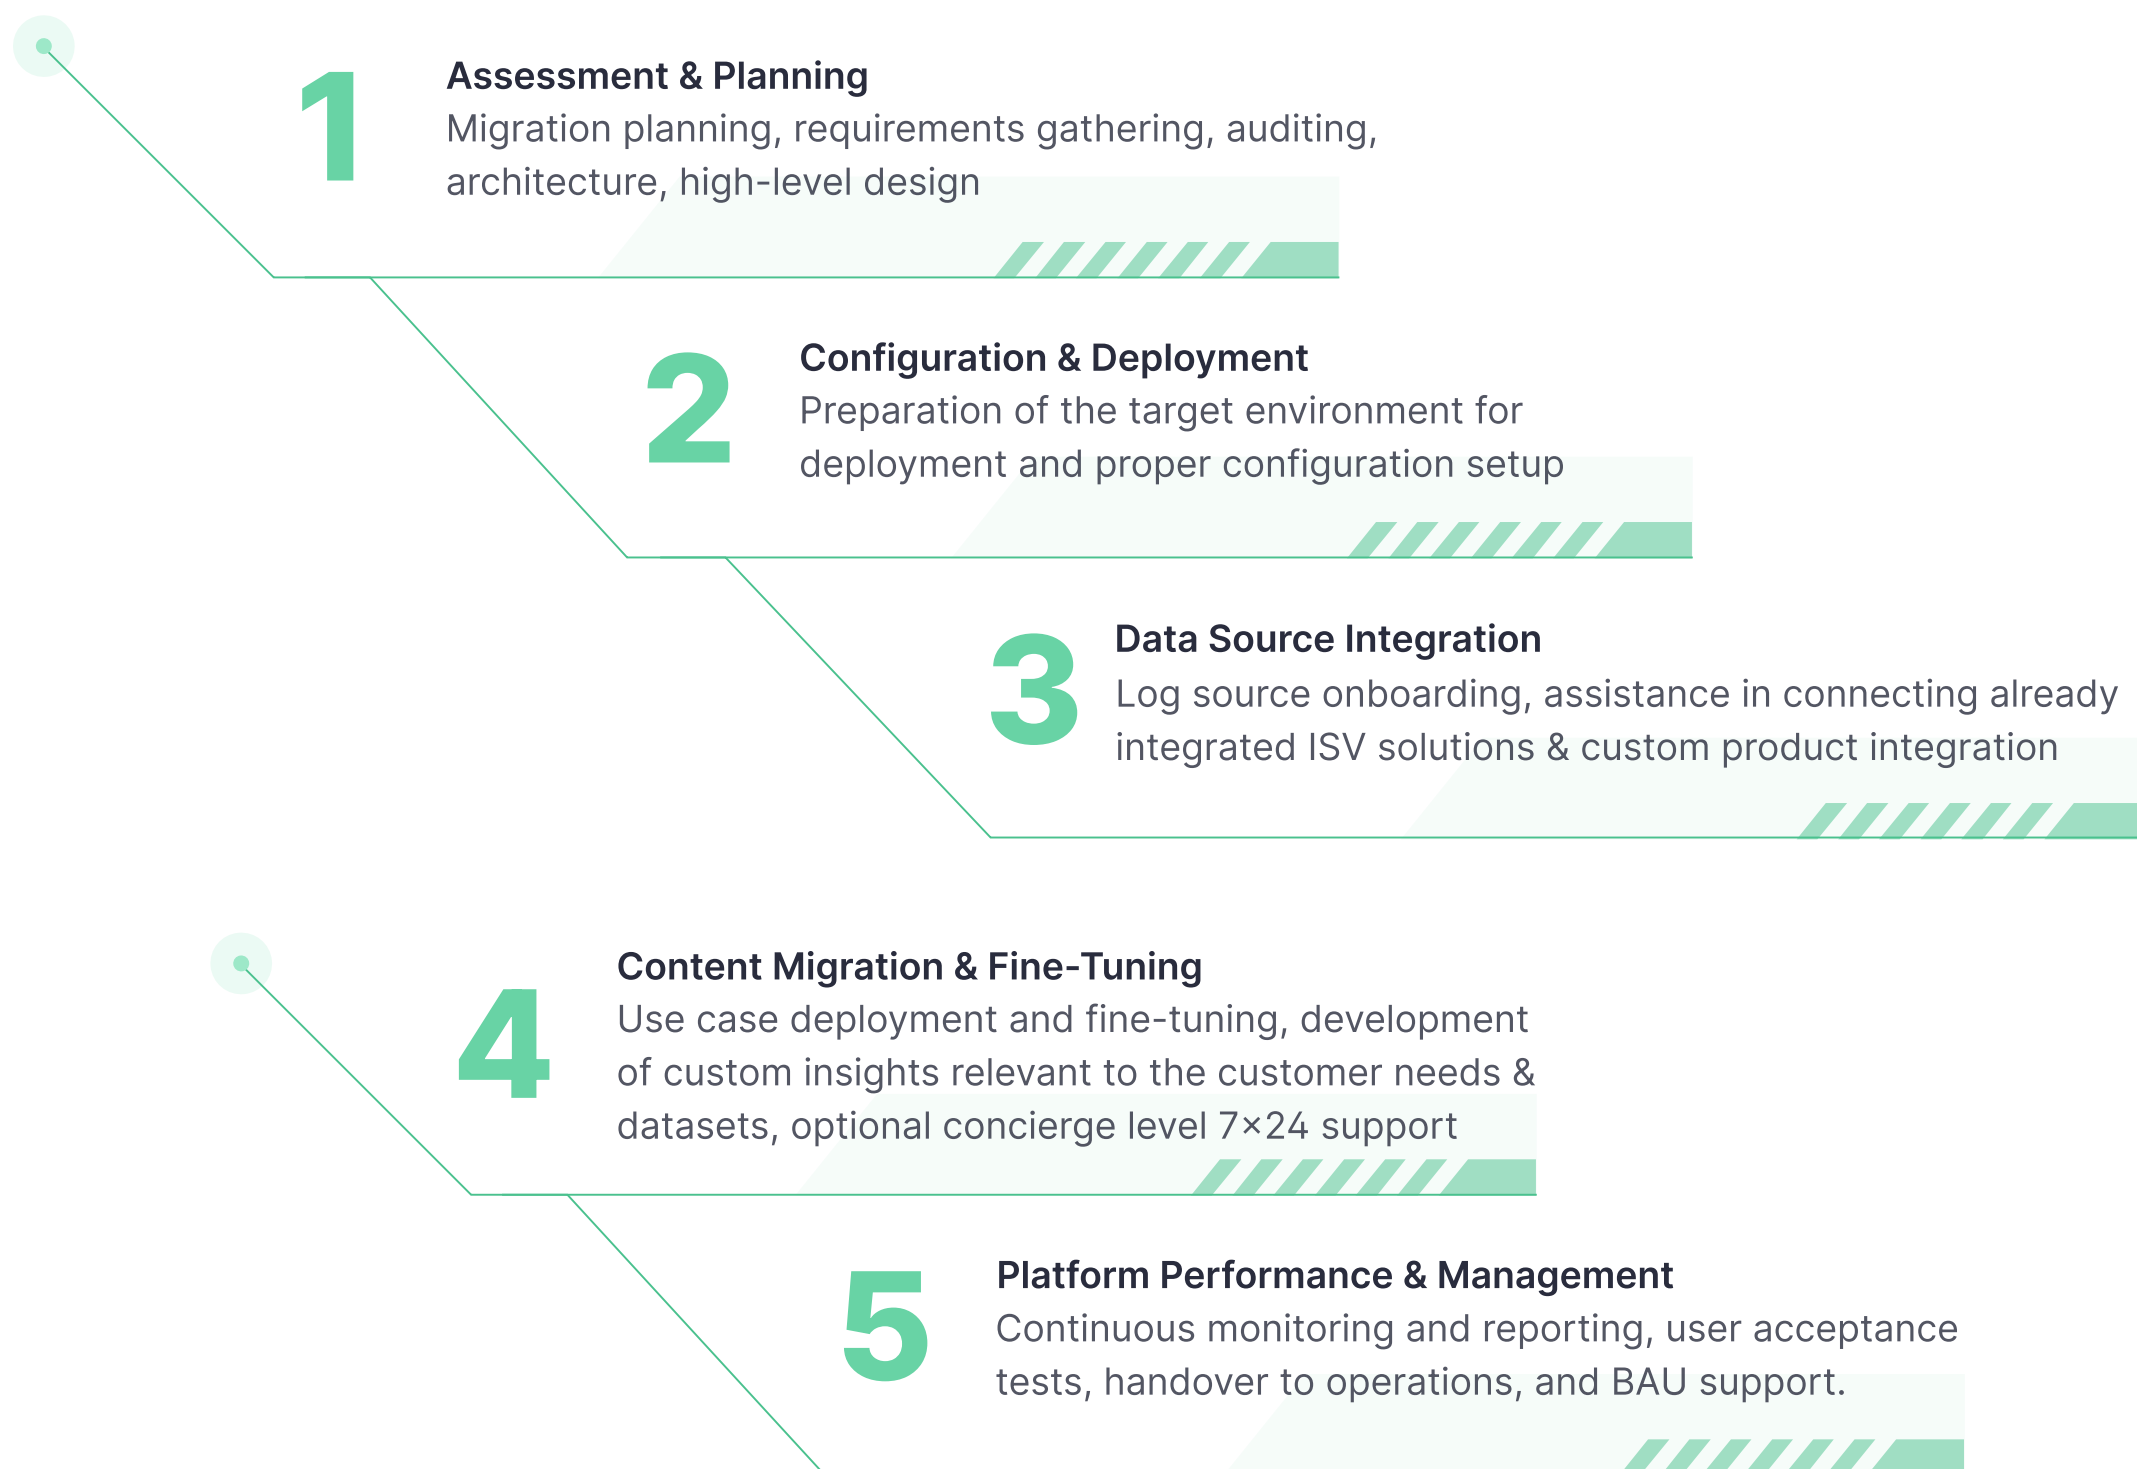 1
Assessment & Planning
Migration planning, requirements gathering, auditing,
architecture, high-level design
2
Configuration & Deployment
Preparation of the target environment for
deployment and proper configuration setup
3
Data Source Integration
Log source onboarding, assistance in connecting already
integrated ISV solutions & custom product integration
4
Content Migration & Fine-Tuning
Use case deployment and fine-tuning, development
of custom insights relevant to the customer needs &
datasets, optional concierge level 7×24 support
5
Platform Performance & Management
Continuous monitoring and reporting, user acceptance
tests, handover to operations, and BAU support.